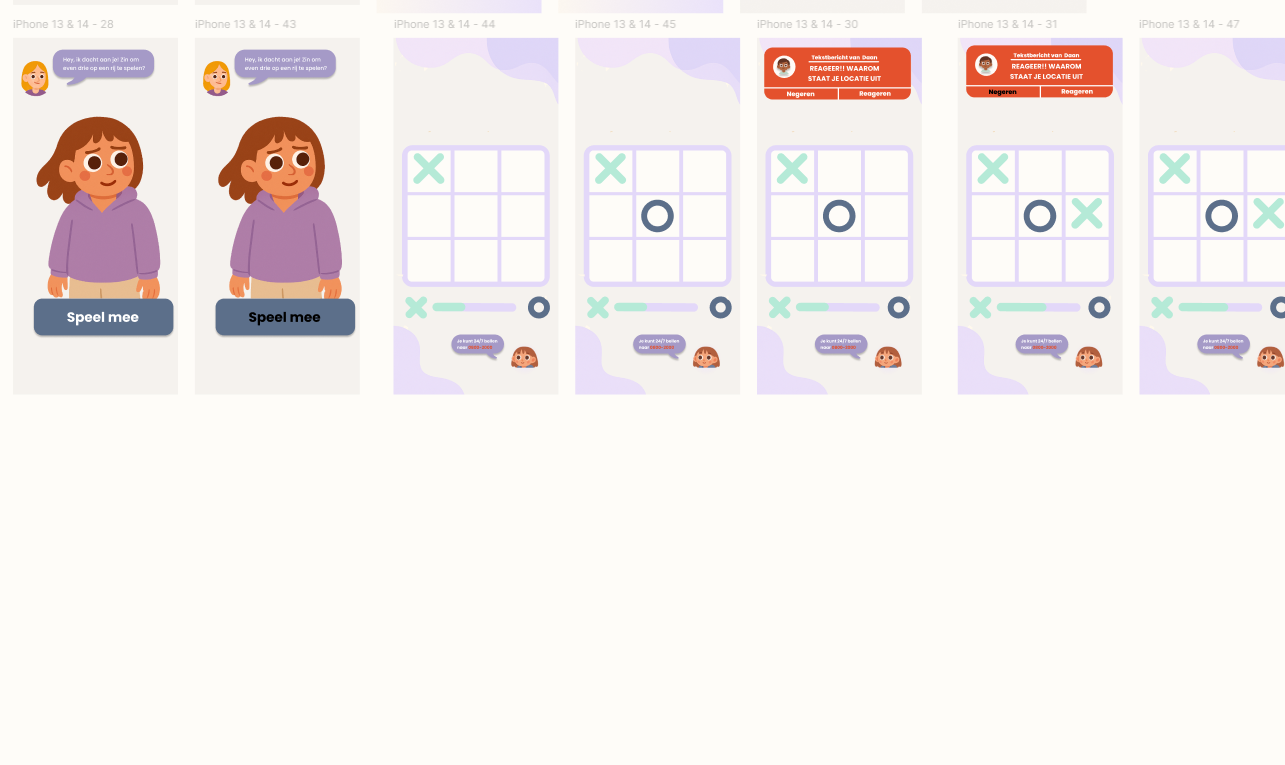 iPhone 13 & 14 - 28
Hey, ik dacht aan je! Zin om
even drie op een rij te spelen?
Speel mee
iPhone 13 & 14 - 43
Hey, ik dacht aan je! Zin om
even drie op een rij te spelen?
Speel mee
iPhone 13 & 14 - 44
Je kunt 24/7 bellen
naar
iPhone 13 & 14 - 45
Je kunt 24/7 bellen
naar
iPhone 13 & 14 - 30
Tekstbericht van Daan
REAGEER!! WAAROM
STAAT JE LOCATIE UIT
Negeren
Reageren
Je kunt 24/7 bellen
naar
iPhone 13 & 14 - 31
Tekstbericht van Daan
REAGEER!! WAAROM
STAAT JE LOCATIE UIT
Negeren
Reageren
Je kunt 24/7 bellen
naar
iPhone 13 & 14 - 47
Je kunt 24/7 bellen
naar